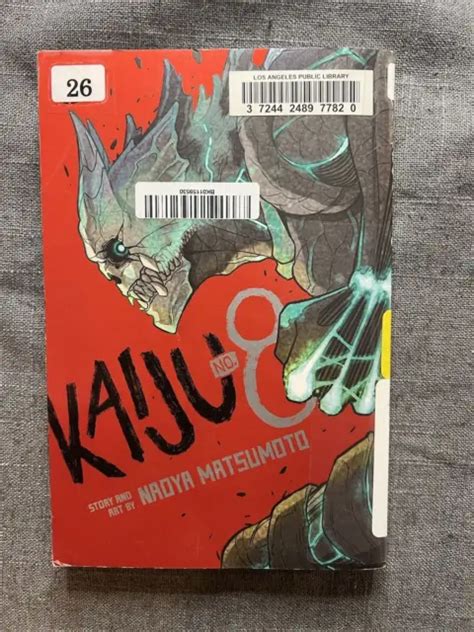 26
LOS ANGELES PUBLIC LIBRARY
3 7244 2489 7782 0
KAIJU NO. 8
STORY AND
ART BY NAOYA MATSUMOTO